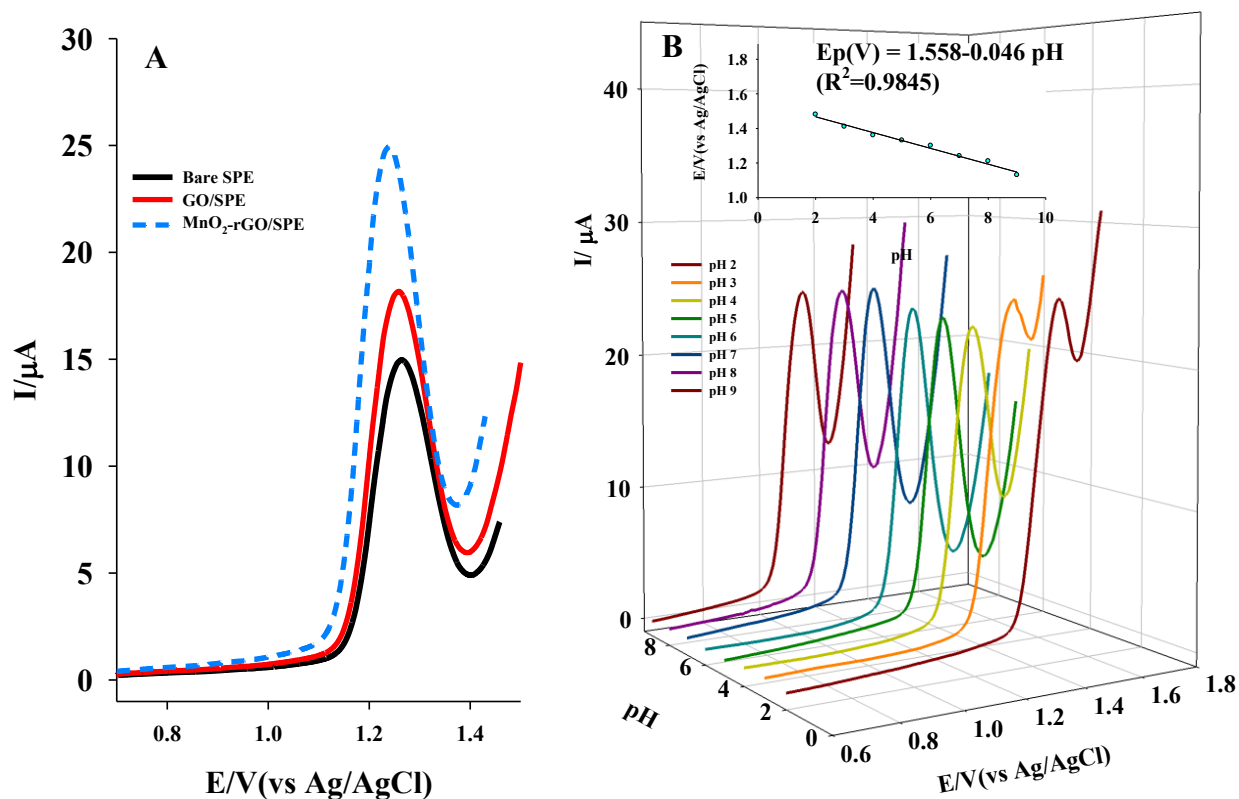 A
I/μA
30
25
20
15
10
5
0
Bare SPE
GO/SPE
MnO₂-rGO/SPE
0.8 1.0 1.2 1.4
E/V(vs Ag/AgCl)
B
Ep(V) = 1.558-0.046 pH
(R²=0.9845)
E/V(vs Ag/AgCl)
1.8
1.6
1.4
1.2
1.0
0 2 4 6 8 10
pH
I/ μA
40
30
20
10
0
pH 2
pH 3
pH 4
pH 5
pH 6
pH 7
pH 8
pH 9
8
6
4
2
0
pH
0.6 0.8 1.0 1.2 1.4 1.6 1.8
E/V(vs Ag/AgCl)